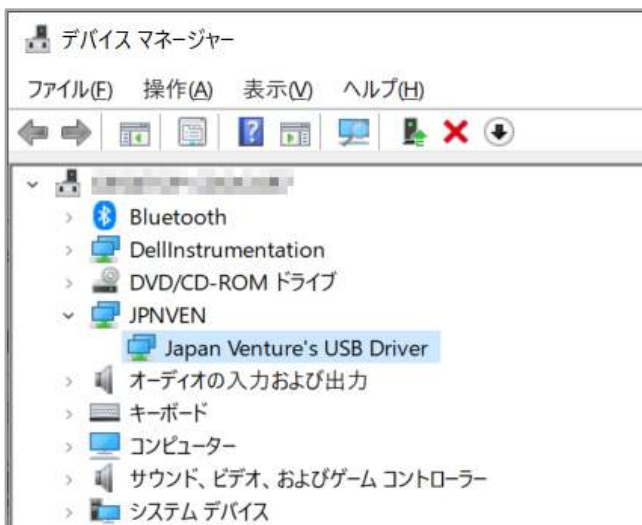 デバイス マネージャー
ファイル(F) 操作(A) 表示(V) ヘルプ(H)
Bluetooth
DellInstrumentation
DVD/CD-ROM ドライブ
JPNVEN
Japan Venture's USB Driver
オーディオの入力および出力
キーボード
コンピューター
サウンド、ビデオ、およびゲーム コントローラー
システム デバイス